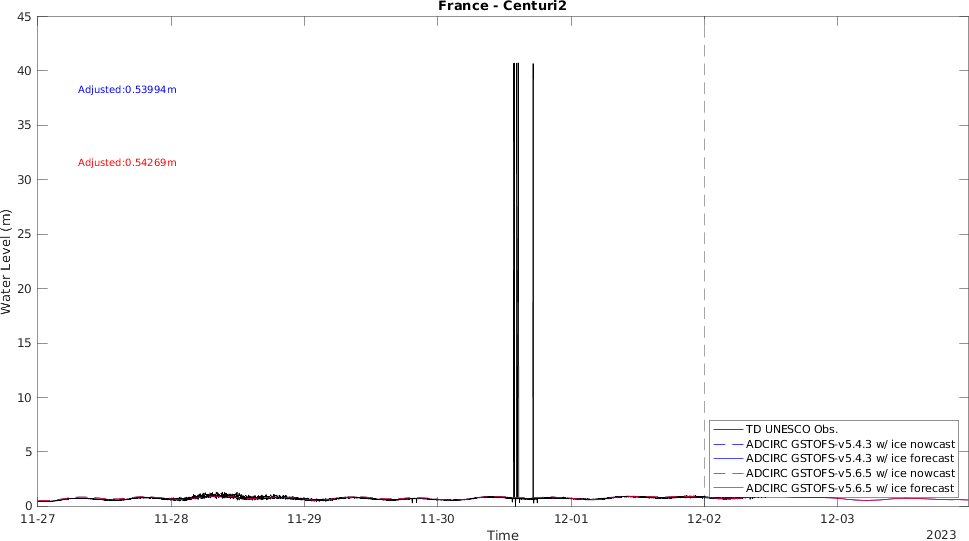 France - Centuri2
45
40
35
30
25
20
15
10
5
0
Water Level (m)
Adjusted:0.53994m
Adjusted:0.54269m
TD UNESCO Obs.
ADCIRC GSTOFS-v5.4.3 w/ ice nowcast
ADCIRC GSTOFS-v5.4.3 w/ ice forecast
ADCIRC GSTOFS-v5.6.5 w/ ice nowcast
ADCIRC GSTOFS-v5.6.5 w/ ice forecast
11-27 11-28 11-29 11-30 12-01 12-02 12-03
Time
2023